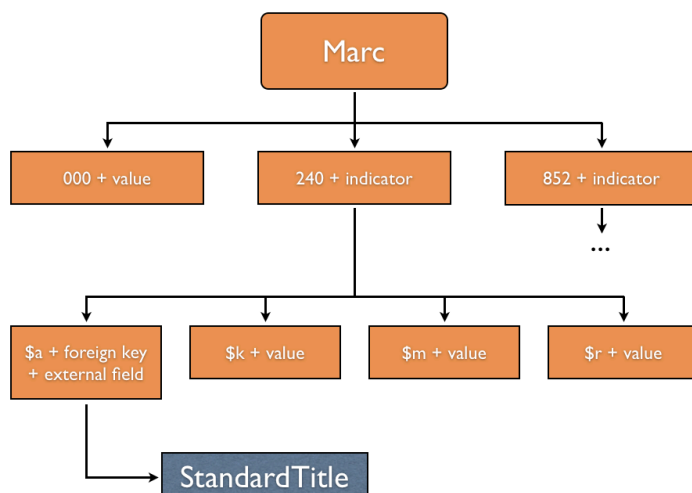 Marc
000 + value
240 + indicator
852 + indicator
...
$a + foreign key
+ external field
$k + value
$m + value
$r + value
StandardTitle